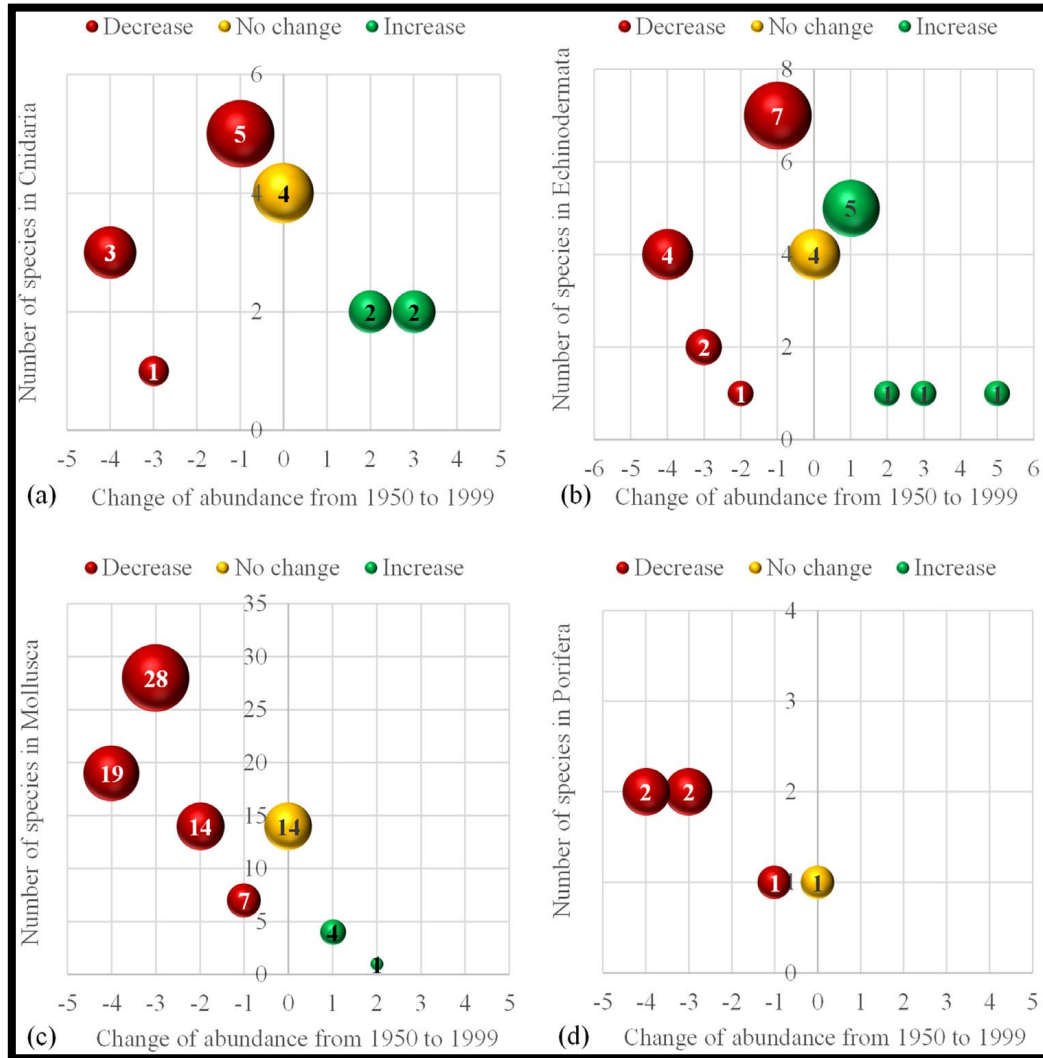 Decrease No change Increase
Number of species in Cnidaria
6
5
4 4
3
2 2 2
1
0
-5 -4 -3 -2 -1 0 1 2 3 4 5
(a) Change of abundance from 1950 to 1999
Decrease No change Increase
Number of species in Echinodermata
8
7
6
5
4 4 4
2 2
1 1 1 1
0
-6 -5 -4 -3 -2 -1 0 1 2 3 4 5 6
(b) Change of abundance from 1950 to 1999
Decrease No change Increase
Number of species in Mollusca
35
30
28
25
20
19
15
14 14
10
7
5
4
1
0
-5 -4 -3 -2 -1 0 1 2 3 4 5
(c) Change of abundance from 1950 to 1999
Decrease No change Increase
Number of species in Porifera
4
3
2 2 2
1 1 1
0
-5 -4 -3 -2 -1 0 1 2 3 4 5
(d) Change of abundance from 1950 to 1999